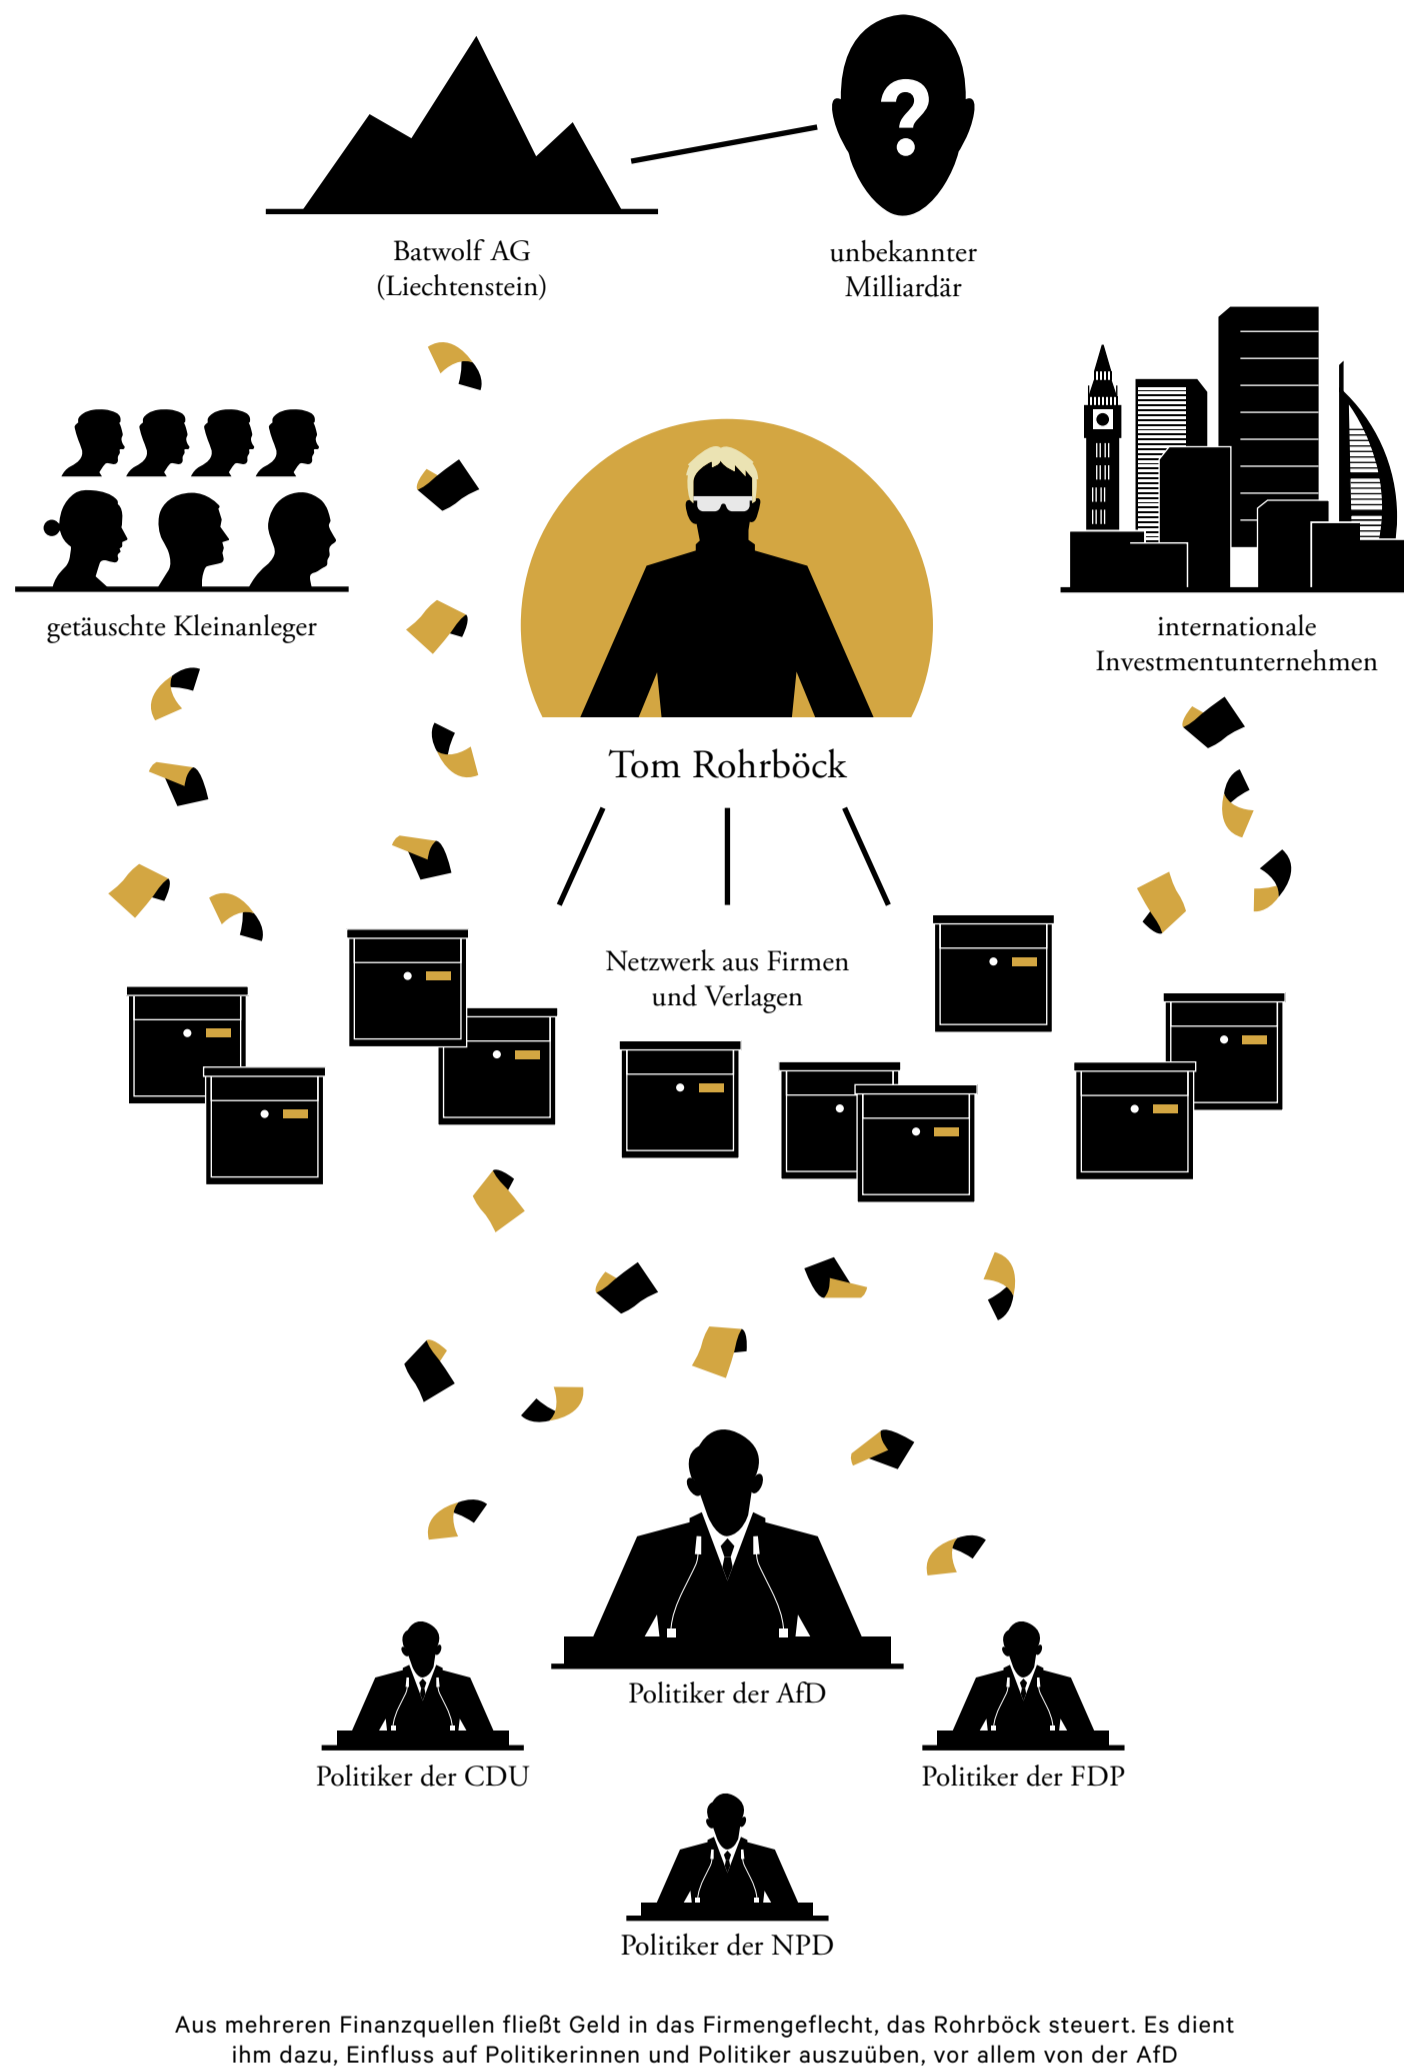 Batwolf AG
(Liechtenstein)
?
unbekannter
Milliardär
getäuschte Kleinanleger
internationale
Investmentunternehmen
Tom Rohrböck
Netzwerk aus Firmen
und Verlagen
Politiker der AfD
Politiker der CDU
Politiker der FDP
Politiker der NPD
Aus mehreren Finanzquellen fließt Geld in das Firmengeflecht, das Rohrböck steuert. Es dient
ihm dazu, Einfluss auf Politikerinnen und Politiker auszuüben, vor allem von der AfD